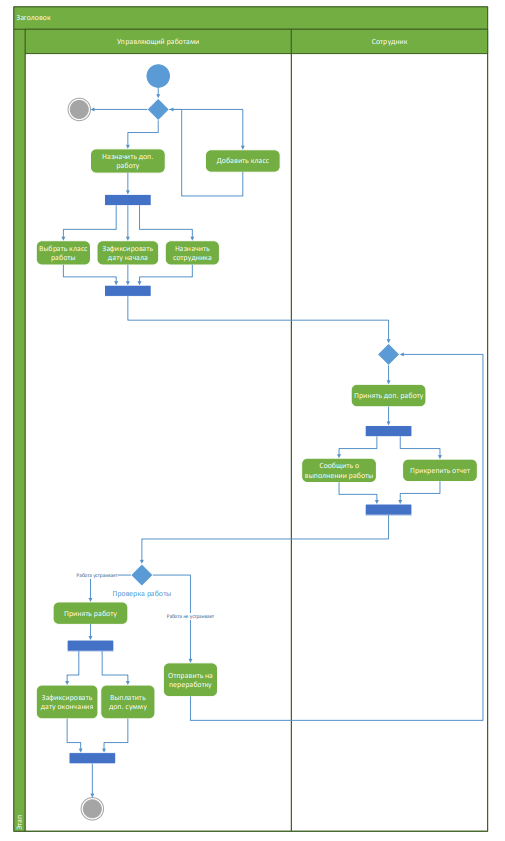 Заголовок
Управляющий работами
Сотрудник
Назначить доп.
работу
Добавить класс
Выбрать класс
работы
Зафиксировать
дату начала
Назначить
сотрудника
Принять доп. работу
Сообщить о
выполнении работы
Прикрепить отчет
Работа устраивает
Проверка работы
Принять работу
Работа не устраивает
Отправить на
переработку
Зафиксировать
дату окончания
Выплатить
доп. сумму
Этап